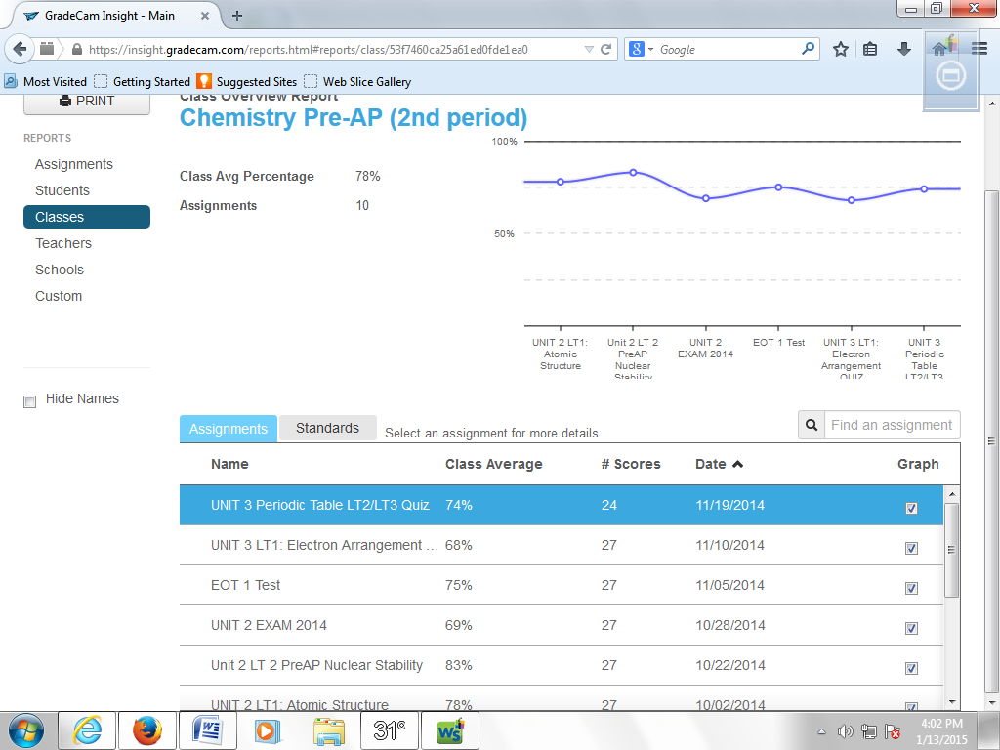 GradeCam Insight - Main
https://insight.gradecam.com/reports.html#reports/class/53f7460ca25a61ed0fde1ea0
Google
Most Visited Getting Started Suggested Sites Web Slice Gallery
PRINT
Class Overview Report
Chemistry Pre-AP (2nd period)
REPORTS
Assignments
Students
Classes
Teachers
Schools
Custom
Hide Names
Class Avg Percentage 78%
Assignments 10
100%
50%
UNIT 2 LT1:
Atomic
Structure
Unit 2 LT 2
PreAP
Nuclear
Stability
UNIT 2
EXAM 2014
EOT 1 Test
UNIT 3 LT1:
Electron
Arrangement
QUIZ
UNIT 3
Periodic
Table
LT2/LT3
Assignments Standards Select an assignment for more details Find an assignment
Name Class Average # Scores Date Graph
UNIT 3 Periodic Table LT2/LT3 Quiz 74% 24 11/19/2014
UNIT 3 LT1: Electron Arrangement ... 68% 27 11/10/2014
EOT 1 Test 75% 27 11/05/2014
UNIT 2 EXAM 2014 69% 27 10/28/2014
Unit 2 LT 2 PreAP Nuclear Stability 83% 27 10/22/2014
UNIT 2 LT1: Atomic Structure 78% 27 10/02/2014
31°
4:02 PM
1/13/2015